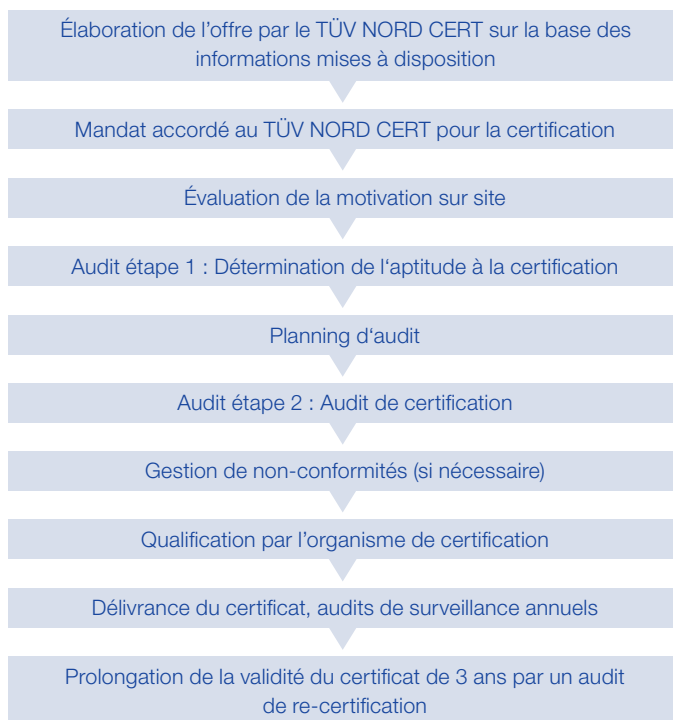 Élaboration de l’offre par le TÜV NORD CERT sur la base des
informations mises à disposition
Mandat accordé au TÜV NORD CERT pour la certification
Évaluation de la motivation sur site
Audit étape 1 : Détermination de l‘aptitude à la certification
Planning d‘audit
Audit étape 2 : Audit de certification
Gestion de non-conformités (si nécessaire)
Qualification par l’organisme de certification
Délivrance du certificat, audits de surveillance annuels
Prolongation de la validité du certificat de 3 ans par un audit
de re-certification